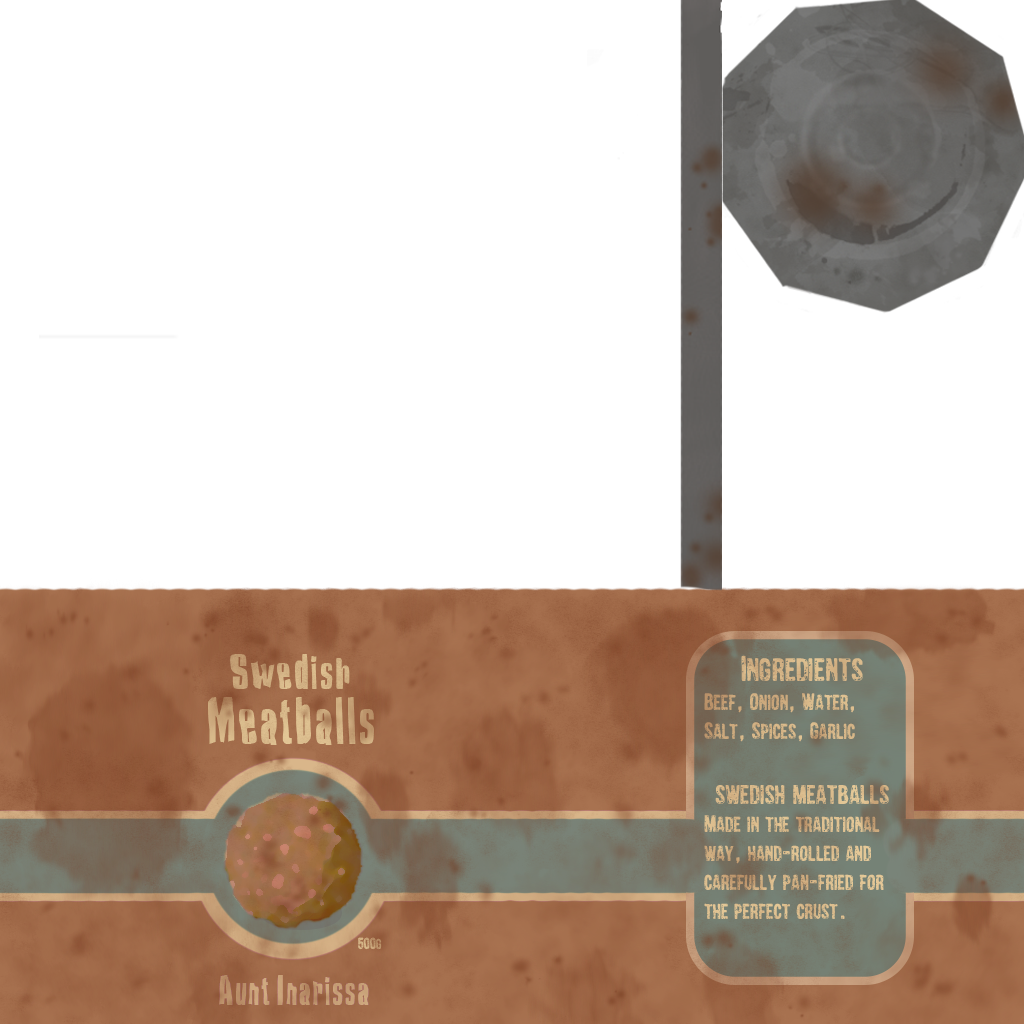 Swedish
Meatballs
500g
Aunt Inarissa
INGREDIENTS
BEEF, ONION, WATER,
SALT, SPICES, GARLIC
SWEDISH MEATBALLS
MADE IN THE TRADITIONAL
WAY, HAND-ROLLED AND
CAREFULLY PAN-FRIED FOR
THE PERFECT CRUST.